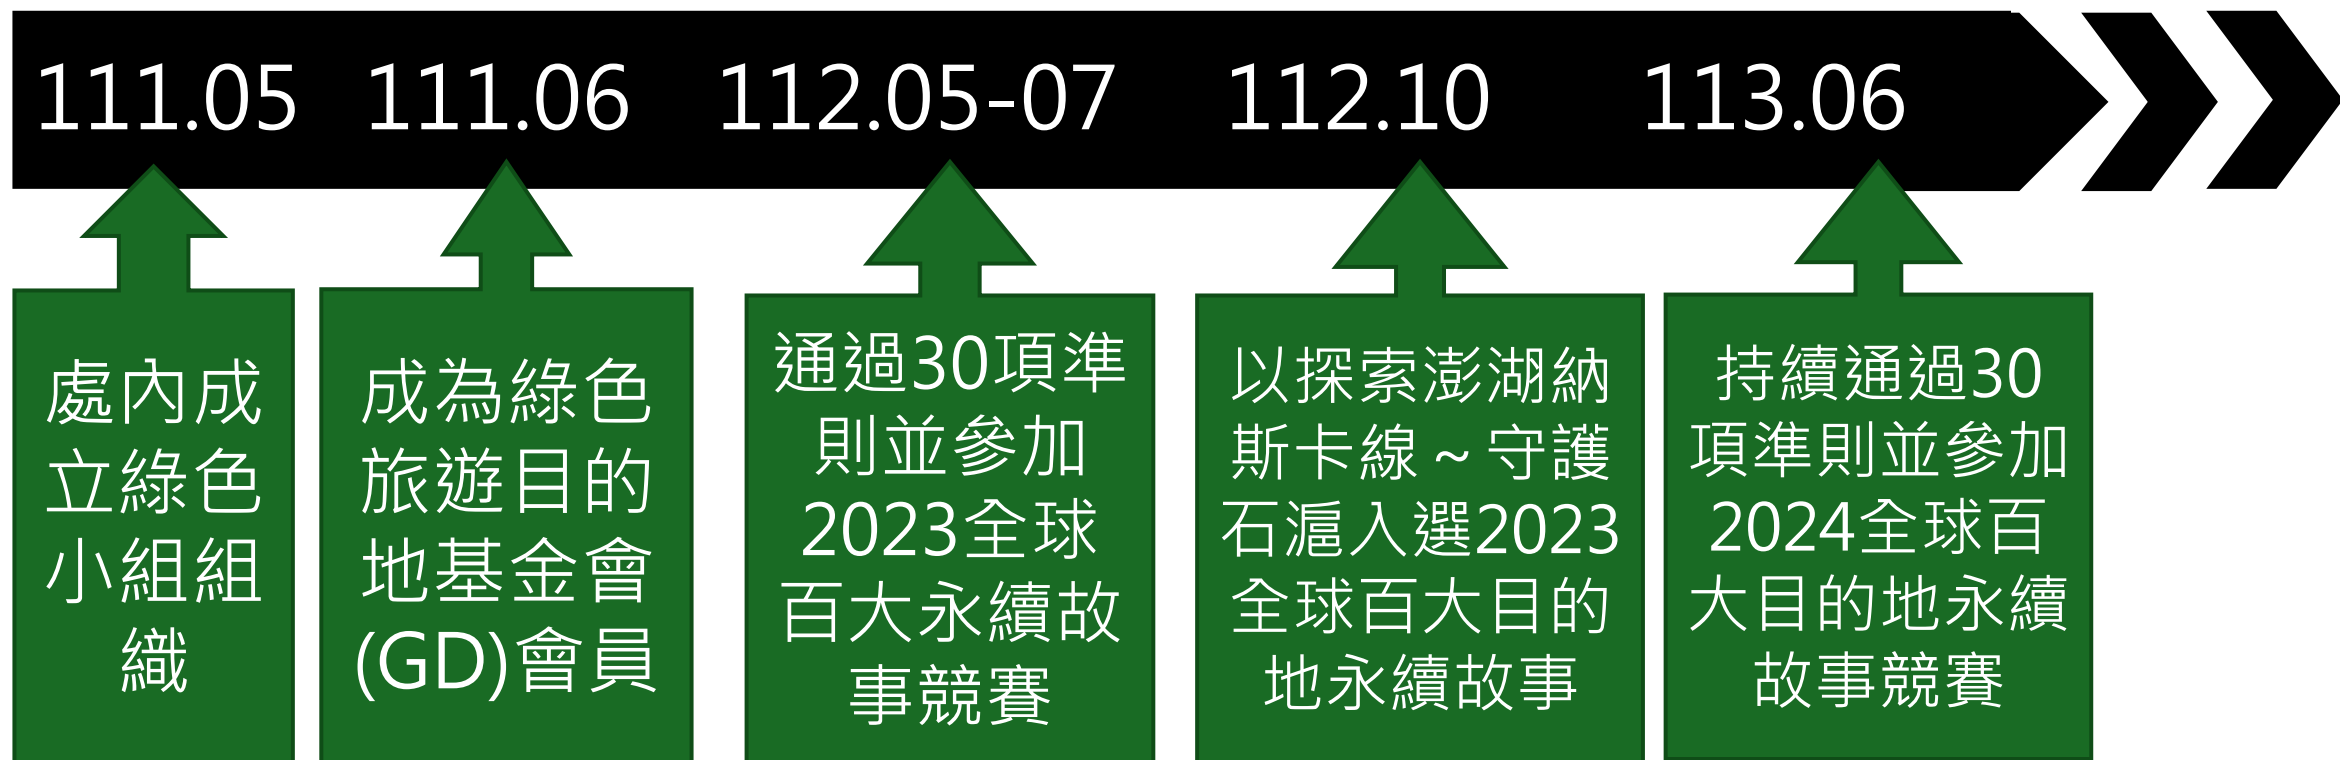 111.05
111.06
112.05-07
112.10
113.06
處內成
立綠色
小組組
織
成為綠色
旅遊目的
地基金會
(GD)會員
通過30項準
則並參加
2023全球
百大永續故
事競賽
以探索澎湖納
斯卡線～守護
石滬入選2023
全球百大目的
地永續故事
持續通過30
項準則並參加
2024全球百
大目的地永續
故事競賽